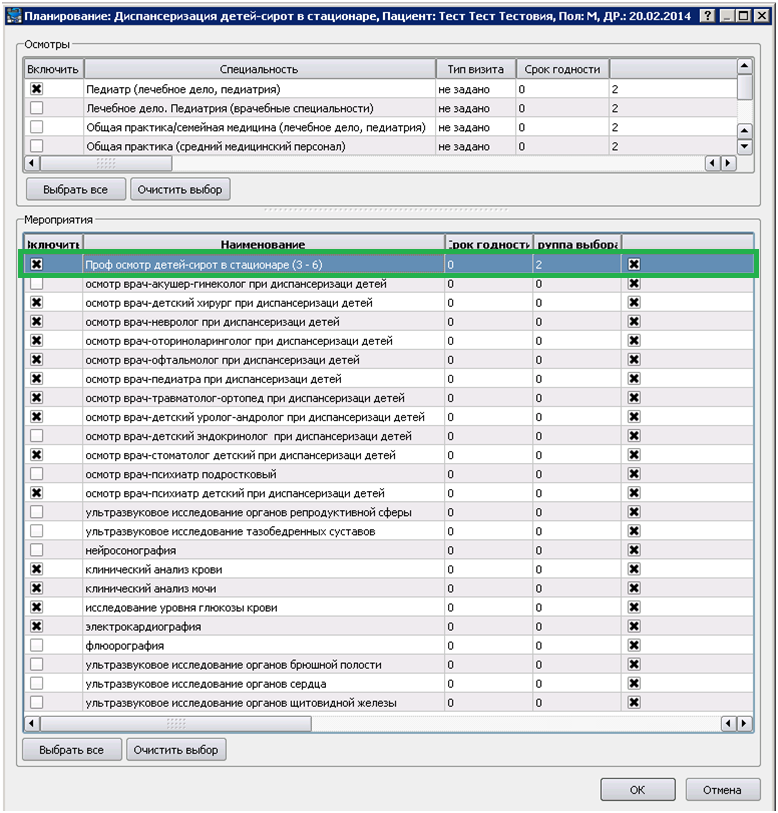 Планирование: Диспансеризация детей-сирот в стационаре, Пациент: Тест Тест Тестовия, Пол: М, ДР.: 20.02.2014
Осмотры
Включить Специальность Тип визита Срок годности
Педиатр (лечебное дело, педиатрия) не задано 0 2
Лечебное дело. Педиатрия (врачебные специальности) не задано 0 2
Общая практика/семейная медицина (лечебное дело, педиатрия) не задано 0 2
Общая практика (средний медицинский персонал) не задано 0 2
Выбрать все Очистить выбор
Мероприятия
ключить Наименование рок годности руппа выбора
Проф осмотр детей-сирот в стационаре (3 - 6) 0 2
осмотр врач-акушер-гинеколог при диспансеризаци детей 0 0
осмотр врач-детский хирург при диспансеризаци детей 0 0
осмотр врач-невролог при диспансеризаци детей 0 0
осмотр врач-оториноларинголог при диспансеризаци детей 0 0
осмотр врач-офтальмолог при диспансеризаци детей 0 0
осмотр врач-педиатра при диспансеризаци детей 0 0
осмотр врач-травматолог-ортопед при диспансеризаци детей 0 0
осмотр врач-детский уролог-андролог при диспансеризаци детей 0 0
осмотр врач-детский эндокринолог при диспансеризаци детей 0 0
осмотр врач-стоматолог детский при диспансеризаци детей 0 0
осмотр врач-психиатр подростковый 0 0
осмотр врач-психиатр детский при диспансеризаци детей 0 0
ультразвуковое исследование органов репродуктивной сферы 0 0
ультразвуковое исследование тазобедренных суставов 0 0
нейросонография 0 0
клинический анализ крови 0 0
клинический анализ мочи 0 0
исследование уровня глюкозы крови 0 0
электрокардиография 0 0
флюорография 0 0
ультразвуковое исследование органов брюшной полости 0 0
ультразвуковое исследование органов сердца 0 0
ультразвуковое исследование органов щитовидной железы 0 0
Выбрать все Очистить выбор
ОК Отмена